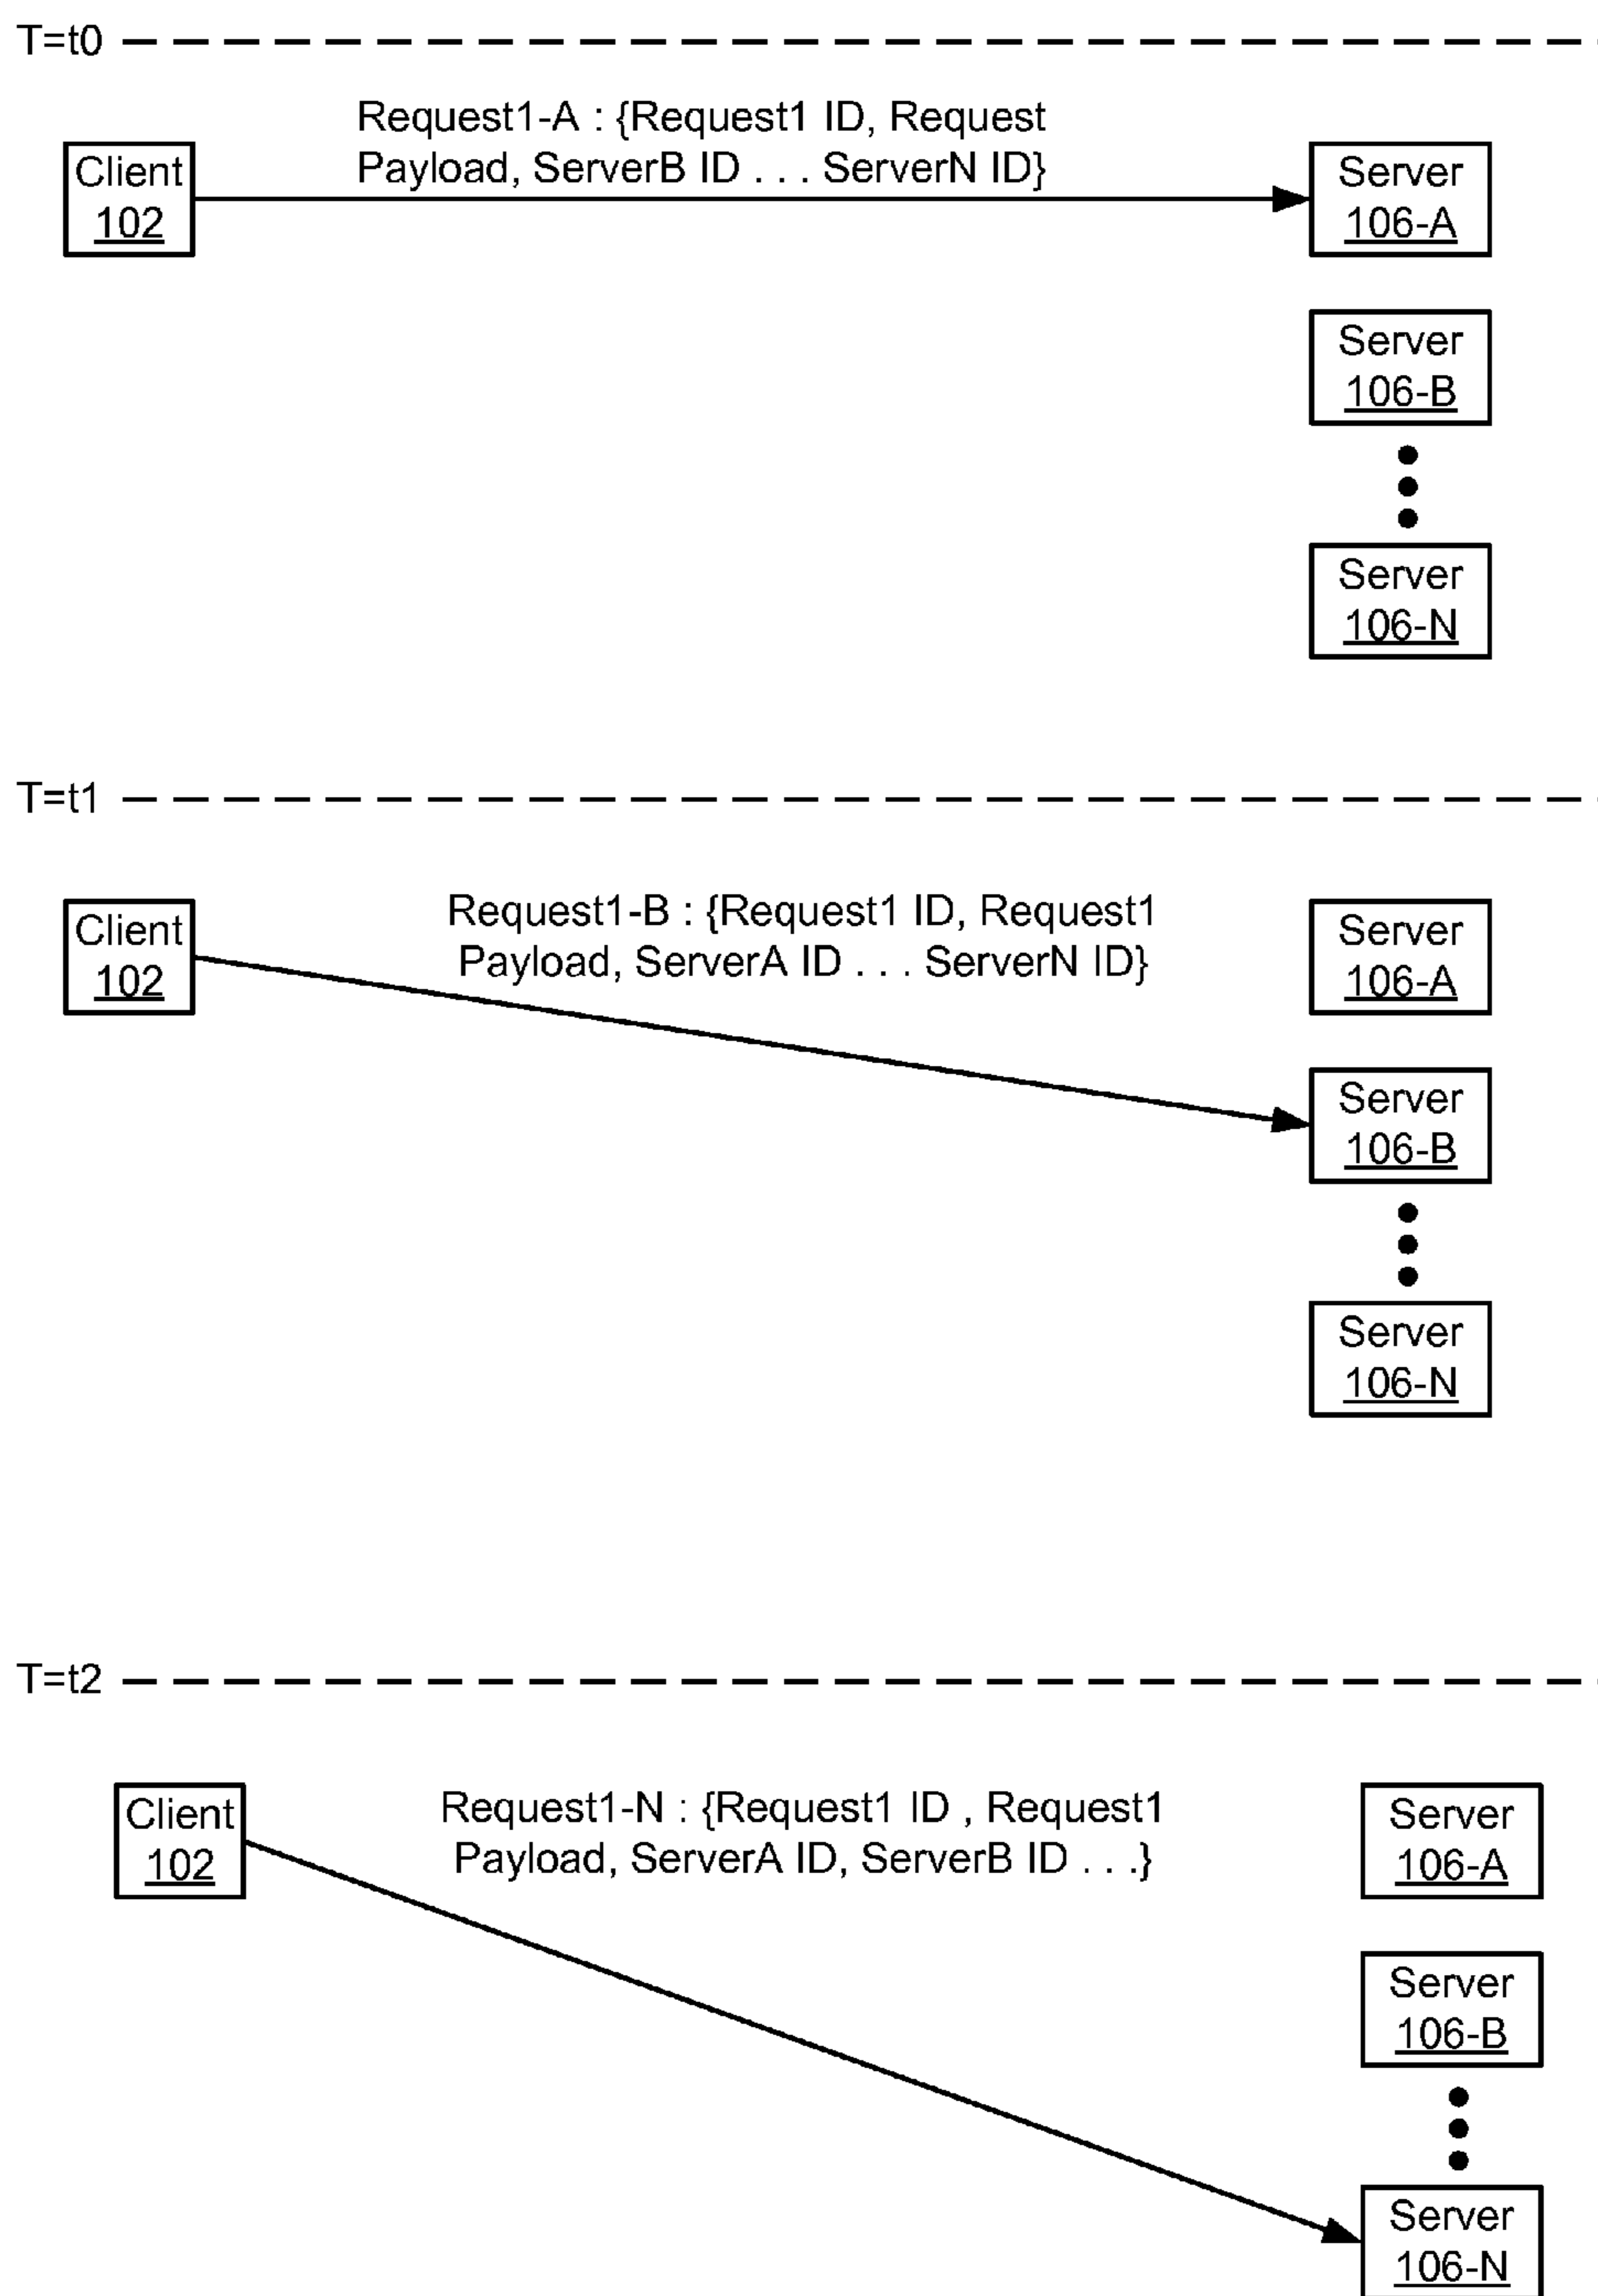 T=t0
Request1-A : {Request1 ID, Request
Payload, ServerB ID . . . ServerN ID}
Client
102
Server
106-A
Server
106-B
Server
106-N
T=t1
Request1-B : {Request1 ID, Request1
Payload, ServerA ID . . . ServerN ID}
Client
102
Server
106-A
Server
106-B
Server
106-N
T=t2
Request1-N : {Request1 ID , Request1
Payload, ServerA ID, ServerB ID . . .}
Client
102
Server
106-A
Server
106-B
Server
106-N